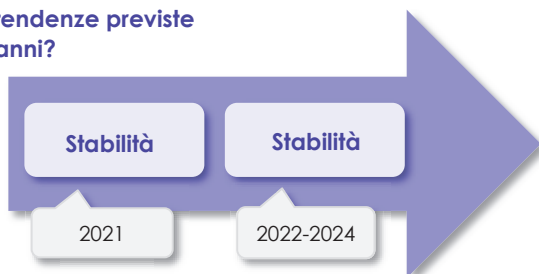 tendenze previste
anni?
Stabilità
Stabilità
2021
2022-2024